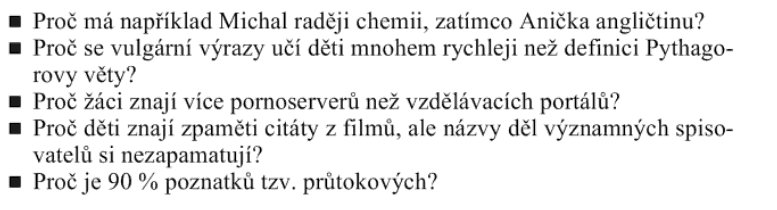 ■ Proč má například Michal raději chemii, zatímco Anička angličtinu?
■ Proč se vulgární výrazy učí děti mnohem rychleji než definici Pythago-
rovy věty?
■ Proč žáci znají více pornoserverů než vzdělávacích portálů?
■ Proč děti znají zpaměti citáty z filmů, ale názvy děl významných spiso-
vatelů si nezapamatují?
■ Proč je 90 % poznatků tzv. průtokových?